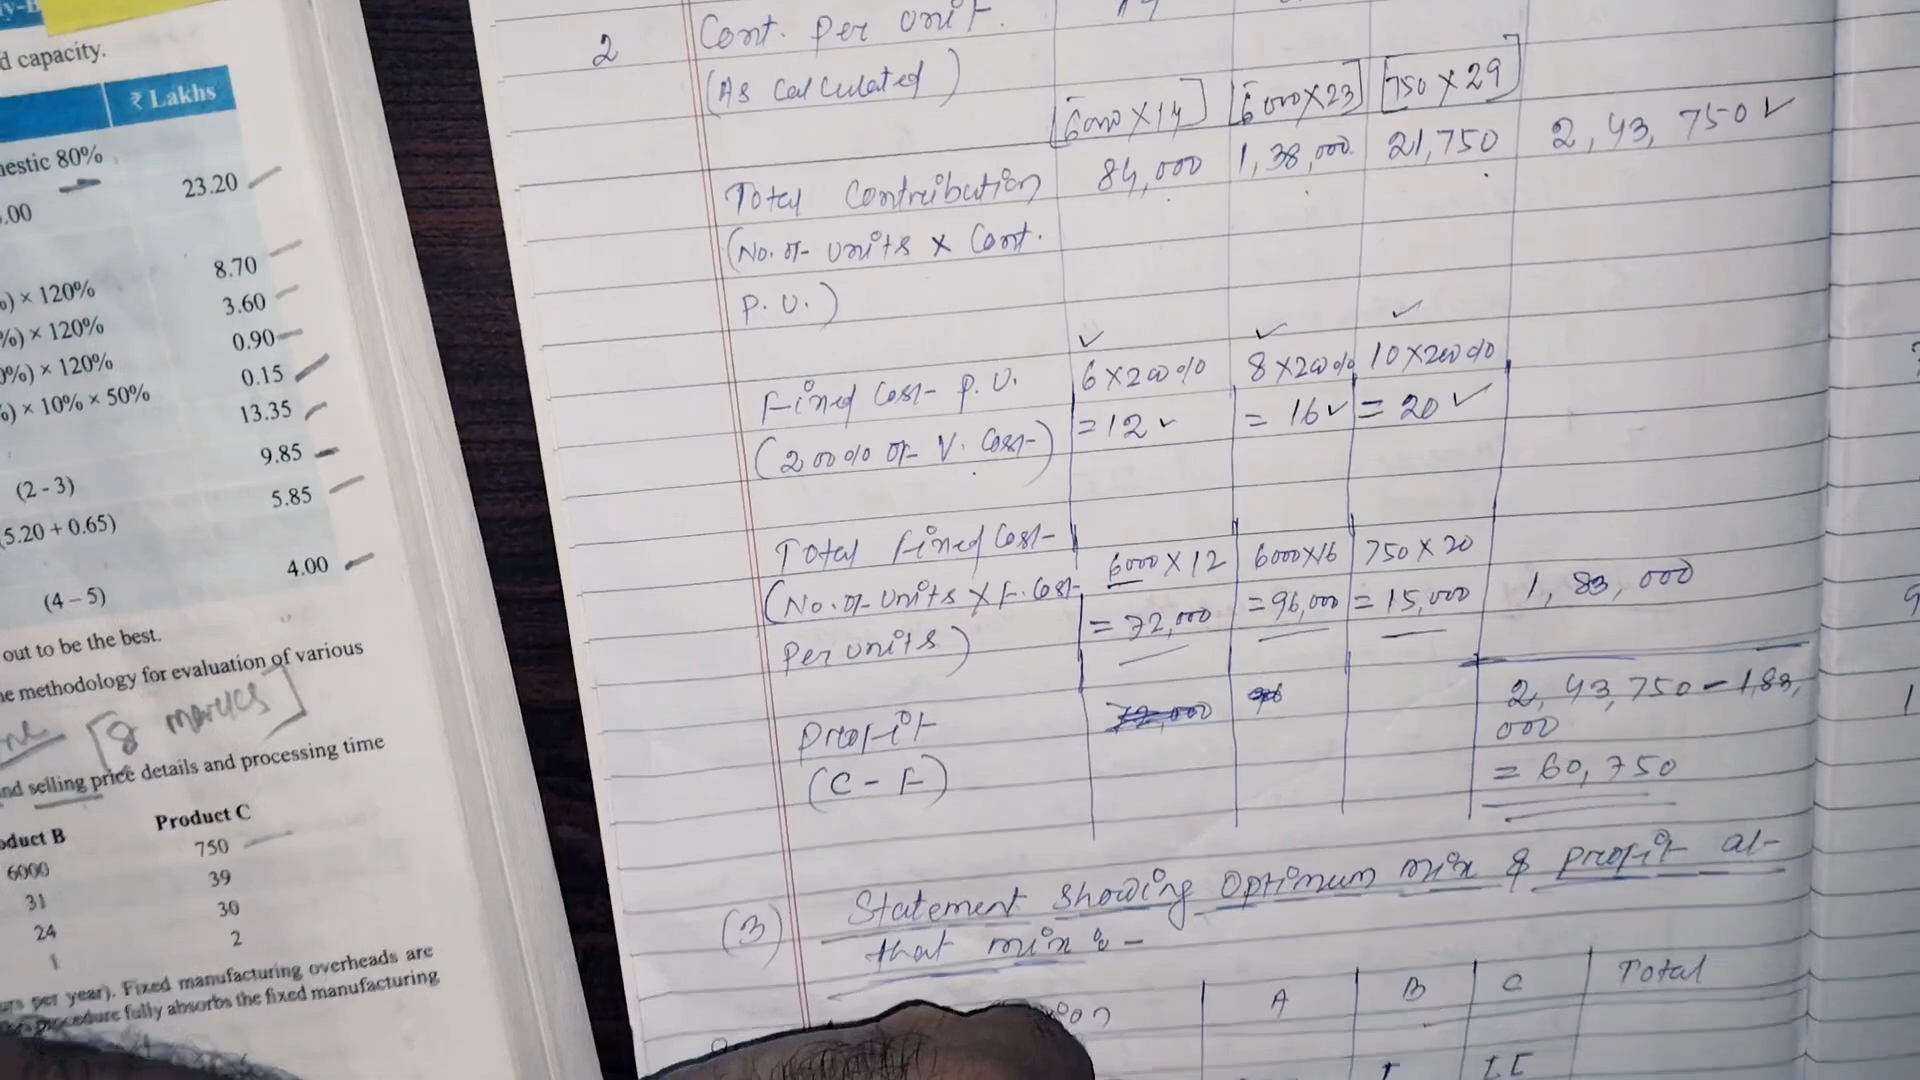 d capacity.
₹ Lakhs
nestic 80%
.00
23.20
8.70
) × 120%
3.60
%) × 120%
0.90
0%) × 120%
0.15
) × 10% × 50%
13.35
9.85
(2 - 3)
5.85
(5.20 + 0.65)
4.00
(4 – 5)
out to be the best.
ne methodology for evaluation of various
[8 marks]
nd selling price details and processing time
oduct B Product C
6000 750
31 39
24 30
1 2
urs per year). Fixed manufacturing overheads are
procedure fully absorbs the fixed manufacturing
2 Cont. per unit.
(As calculated)
[6000 × 14] [6000 × 23] [750 × 29]
Total Contribution 84,000 1,38,000 21,750 2,43,750 ✓
(No. of units × Cont.
P.U.)
Fixed Cost P.U. 6 × 200% 8 × 200% 10 × 200%
(200% of V. Cost) = 12 ✓ = 16 ✓ = 20 ✓
Total Fixed Cost 6000 × 12 6000 × 16 750 × 20
(No. of units × F. Cost = 72,000 = 96,000 = 15,000 1,83,000
Per units)
Profit 2,43,750 – 1,83,
000
(C - F) = 60,750
(3) Statement showing optimum mix & profit at
that mix :-
A B C Total
I II